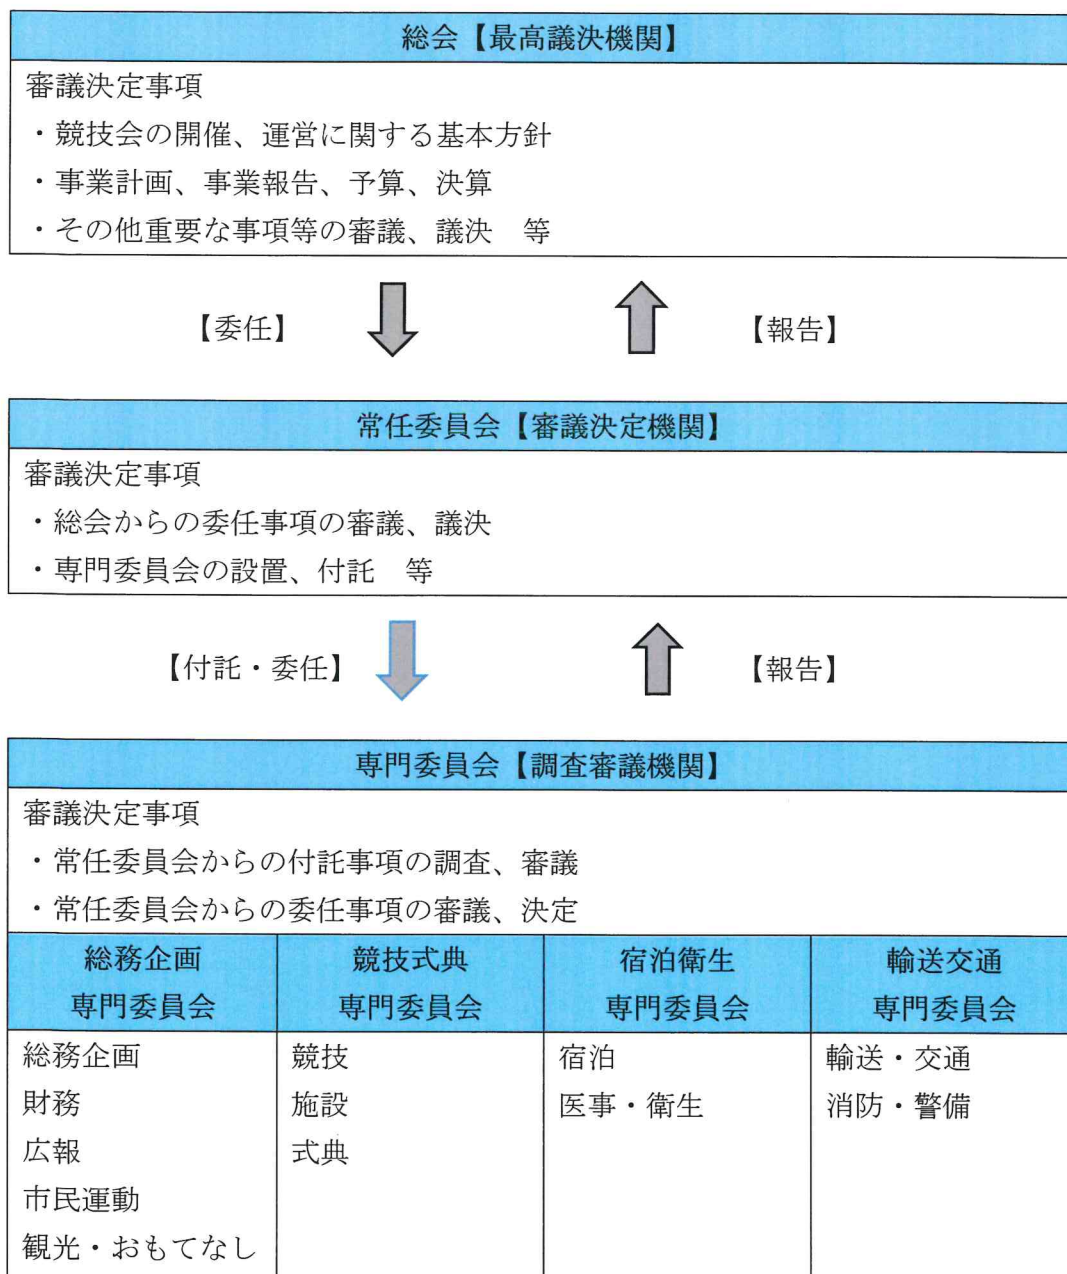 総会【最高議決機関】
審議決定事項
・競技会の開催、運営に関する基本方針
・事業計画、事業報告、予算、決算
・その他重要な事項等の審議、議決　等
【委任】
【報告】
常任委員会【審議決定機関】
審議決定事項
・総会からの委任事項の審議、議決
・専門委員会の設置、付託　等
【付託・委任】
【報告】
専門委員会【調査審議機関】
審議決定事項
・常任委員会からの付託事項の調査、審議
・常任委員会からの委任事項の審議、決定
総務企画
専門委員会
競技式典
専門委員会
宿泊衛生
専門委員会
輸送交通
専門委員会
総務企画
財務
広報
市民運動
観光・おもてなし
競技
施設
式典
宿泊
医事・衛生
輸送・交通
消防・警備